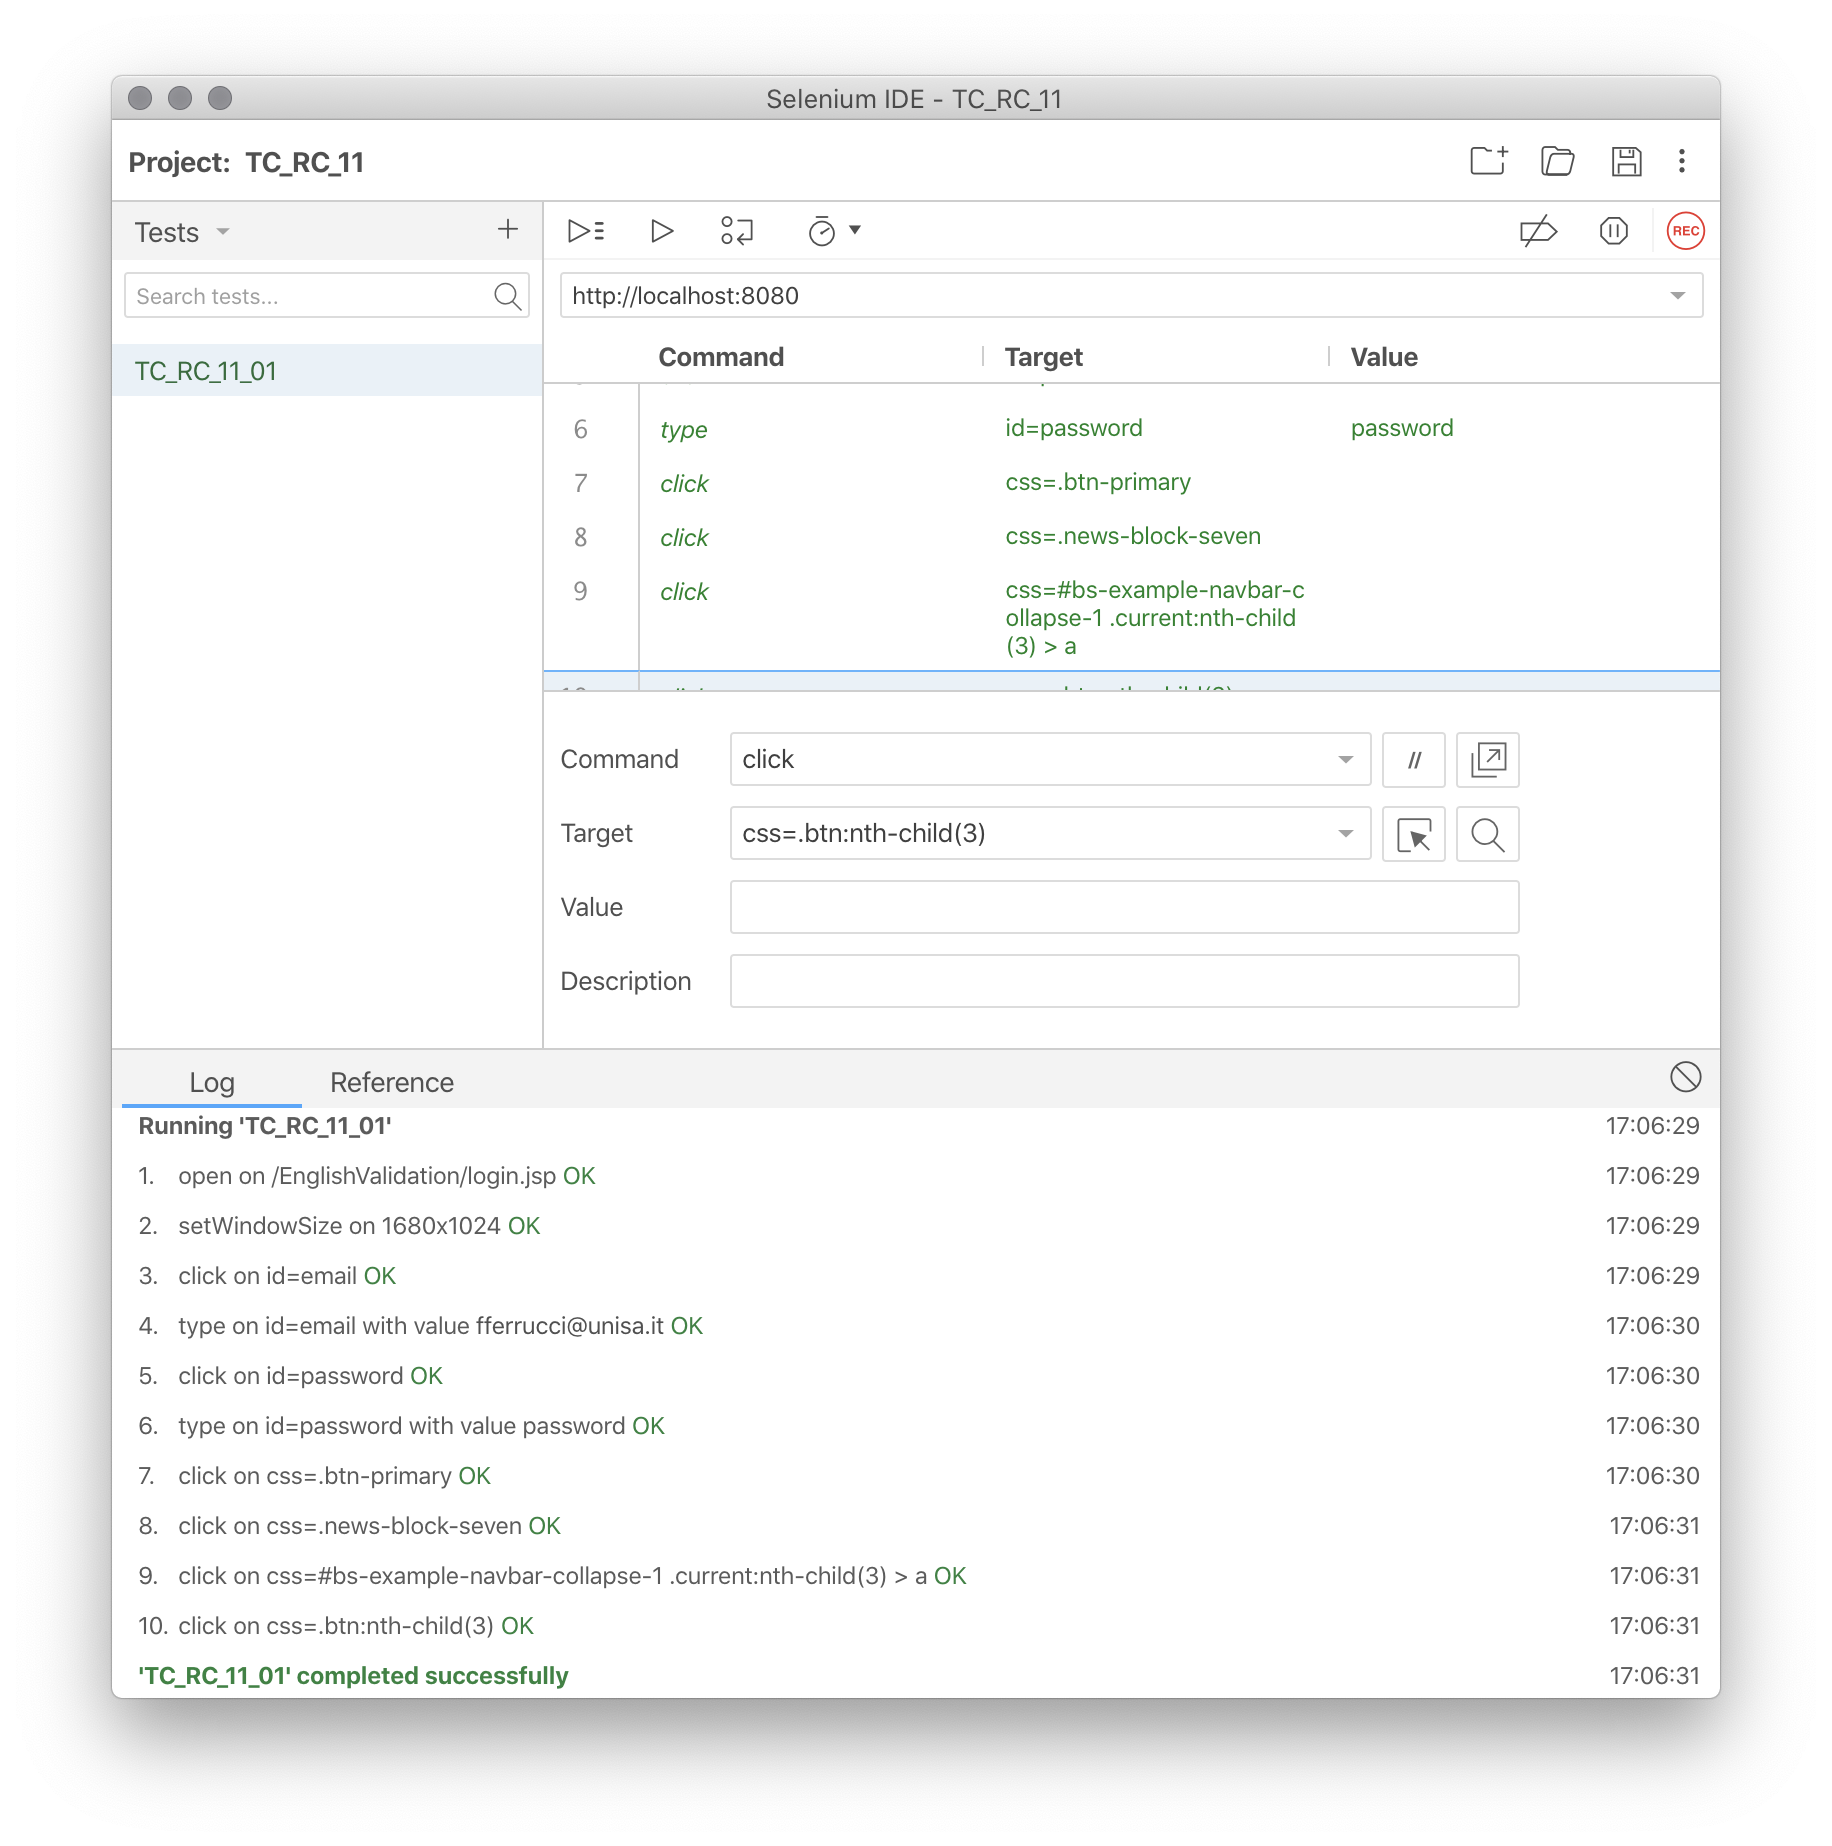 Selenium IDE - TC_RC_11
Project: TC_RC_11
Tests
REC
Search tests...
http://localhost:8080
TC_RC_11_01
Command Target Value
6 type id=password password
7 click css=.btn-primary
8 click css=.news-block-seven
9 click css=#bs-example-navbar-c
ollapse-1 .current:nth-child
(3) > a
Command click //
Target css=.btn:nth-child(3)
Value
Description
Log Reference
Running 'TC_RC_11_01' 17:06:29
1. open on /EnglishValidation/login.jsp OK 17:06:29
2. setWindowSize on 1680x1024 OK 17:06:29
3. click on id=email OK 17:06:29
4. type on id=email with value fferrucci@unisa.it OK 17:06:30
5. click on id=password OK 17:06:30
6. type on id=password with value password OK 17:06:30
7. click on css=.btn-primary OK 17:06:30
8. click on css=.news-block-seven OK 17:06:31
9. click on css=#bs-example-navbar-collapse-1 .current:nth-child(3) > a OK 17:06:31
10. click on css=.btn:nth-child(3) OK 17:06:31
'TC_RC_11_01' completed successfully 17:06:31